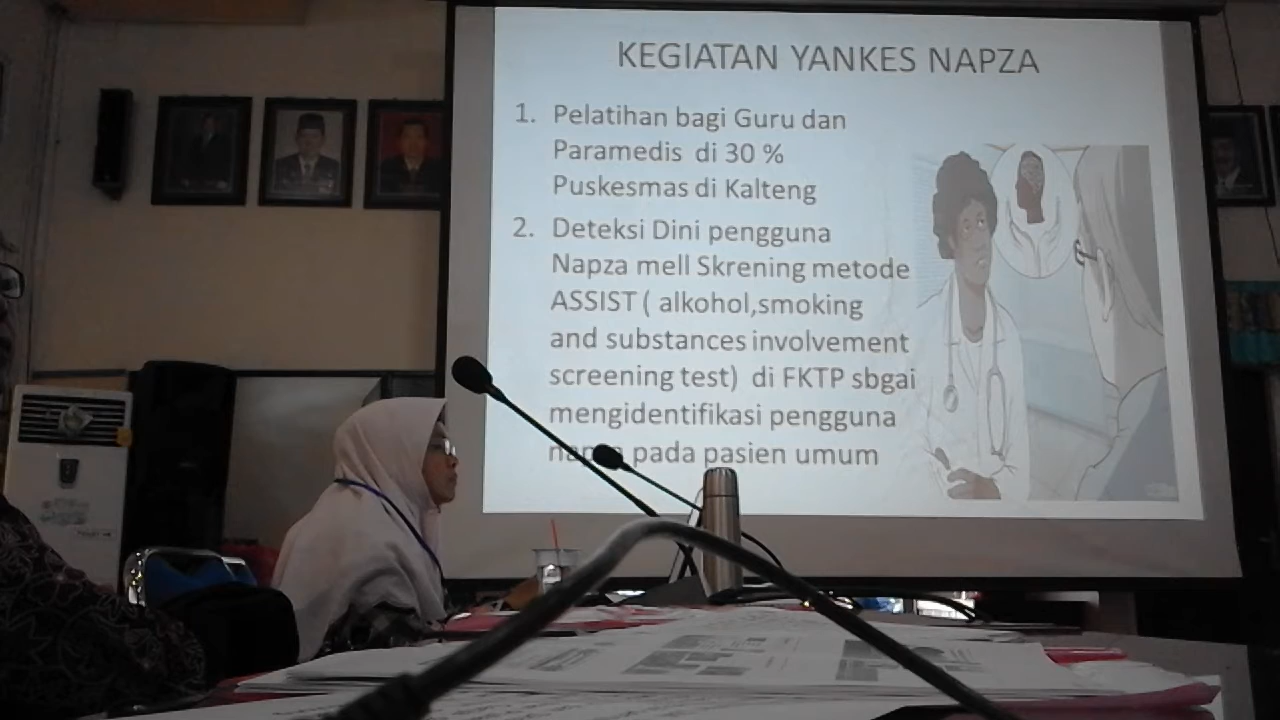 KEGIATAN YANKES NAPZA
1. Pelatihan bagi Guru dan
Paramedis di 30 %
Puskesmas di Kalteng
2. Deteksi Dini pengguna
Napza mell Skrening metode
ASSIST ( alkohol,smoking
and substances involvement
screening test) di FKTP sbgai
mengidentifikasi pengguna
napza pada pasien umum